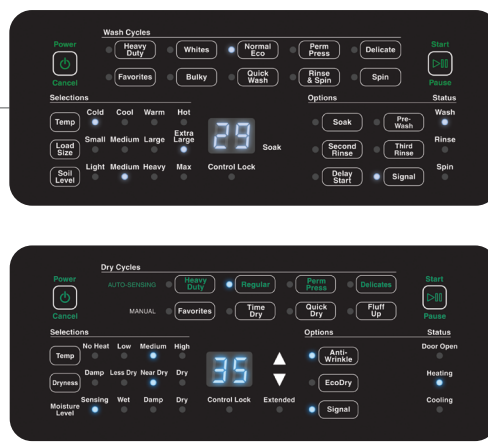 Wash Cycles
Power
Cancel
Heavy Duty
Whites
Normal Eco
Perm Press
Delicate
Start
Pause
Favorites
Bulky
Quick Wash
Rinse & Spin
Spin
Selections
Options
Status
Temp
Cold Cool Warm Hot
Load Size
Small Medium Large Extra Large
Soil Level
Light Medium Heavy Max
29
Soak
Control Lock
Soak
Pre-Wash
Wash
Second Rinse
Third Rinse
Rinse
Delay Start
Signal
Spin
Dry Cycles
Power
Cancel
AUTO-SENSING
Heavy Duty
Regular
Perm Press
Delicates
Start
Pause
MANUAL
Favorites
Time Dry
Quick Dry
Fluff Up
Selections
Options
Status
Temp
No Heat Low Medium High
Dryness
Damp Less Dry Near Dry Dry
Moisture Level
Sensing Wet Damp Dry
35
Control Lock
Extended
Anti-Wrinkle
Door Open
EcoDry
Heating
Signal
Cooling